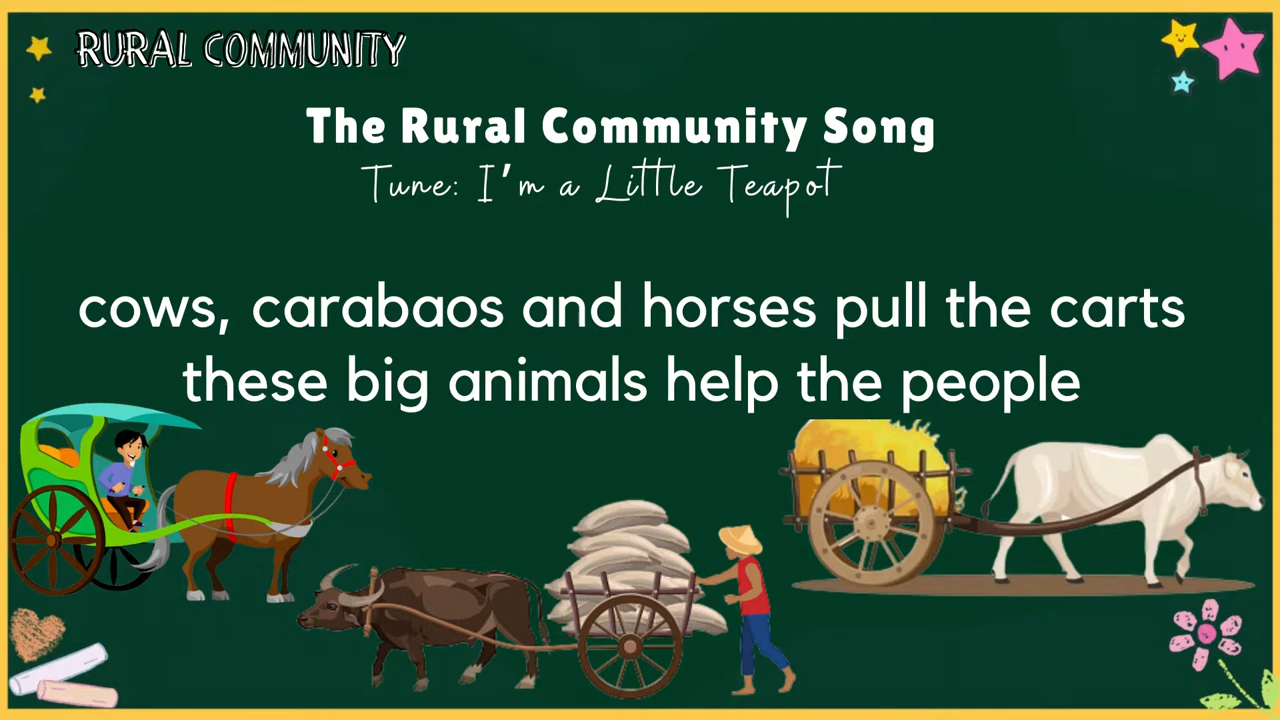 RURAL COMMUNITY
The Rural Community Song
Tune: I'm a Little Teapot
cows, carabaos and horses pull the carts
these big animals help the people